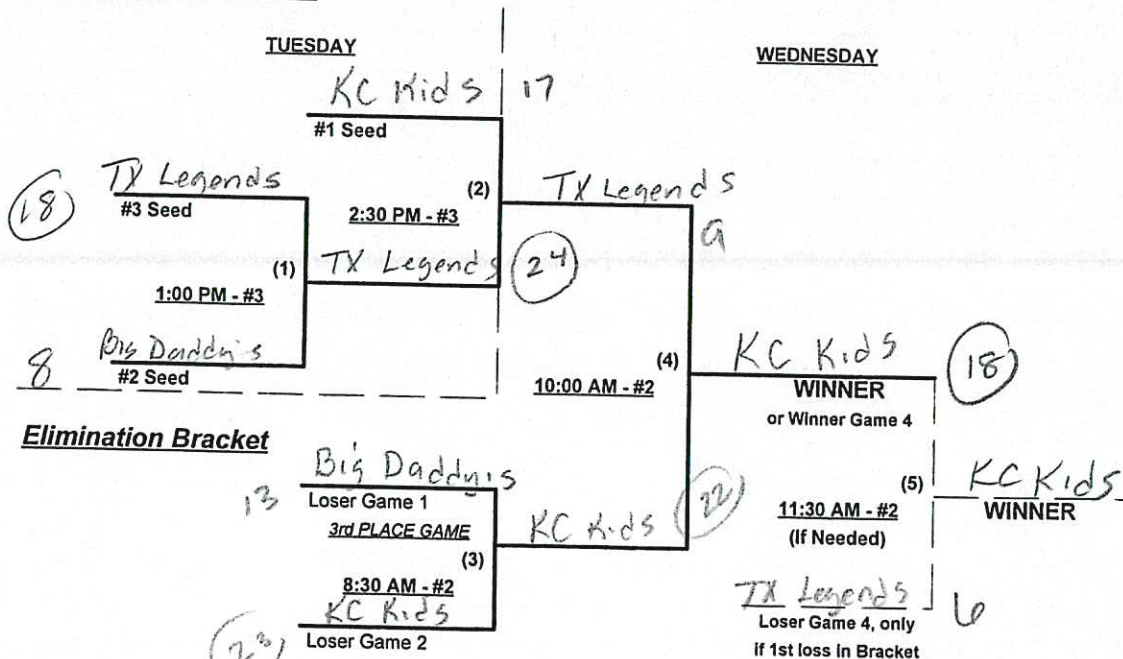 TUESDAY
WEDNESDAY
KC Kids 17
#1 Seed
18 TX Legends
#3 Seed
(2)
2:30 PM - #3
TX Legends
9
(1)
TX Legends 24
1:00 PM - #3
8 Big Daddy's
#2 Seed
(4)
10:00 AM - #2
KC Kids 18
WINNER
or Winner Game 4
Elimination Bracket
13 Big Daddy's
Loser Game 1
3rd PLACE GAME
KC Kids 22
(3)
8:30 AM - #2
23 KC Kids
Loser Game 2
(5)
11:30 AM - #2
(If Needed)
KC Kids
WINNER
TX Legends 6
Loser Game 4, only
if 1st loss in Bracket